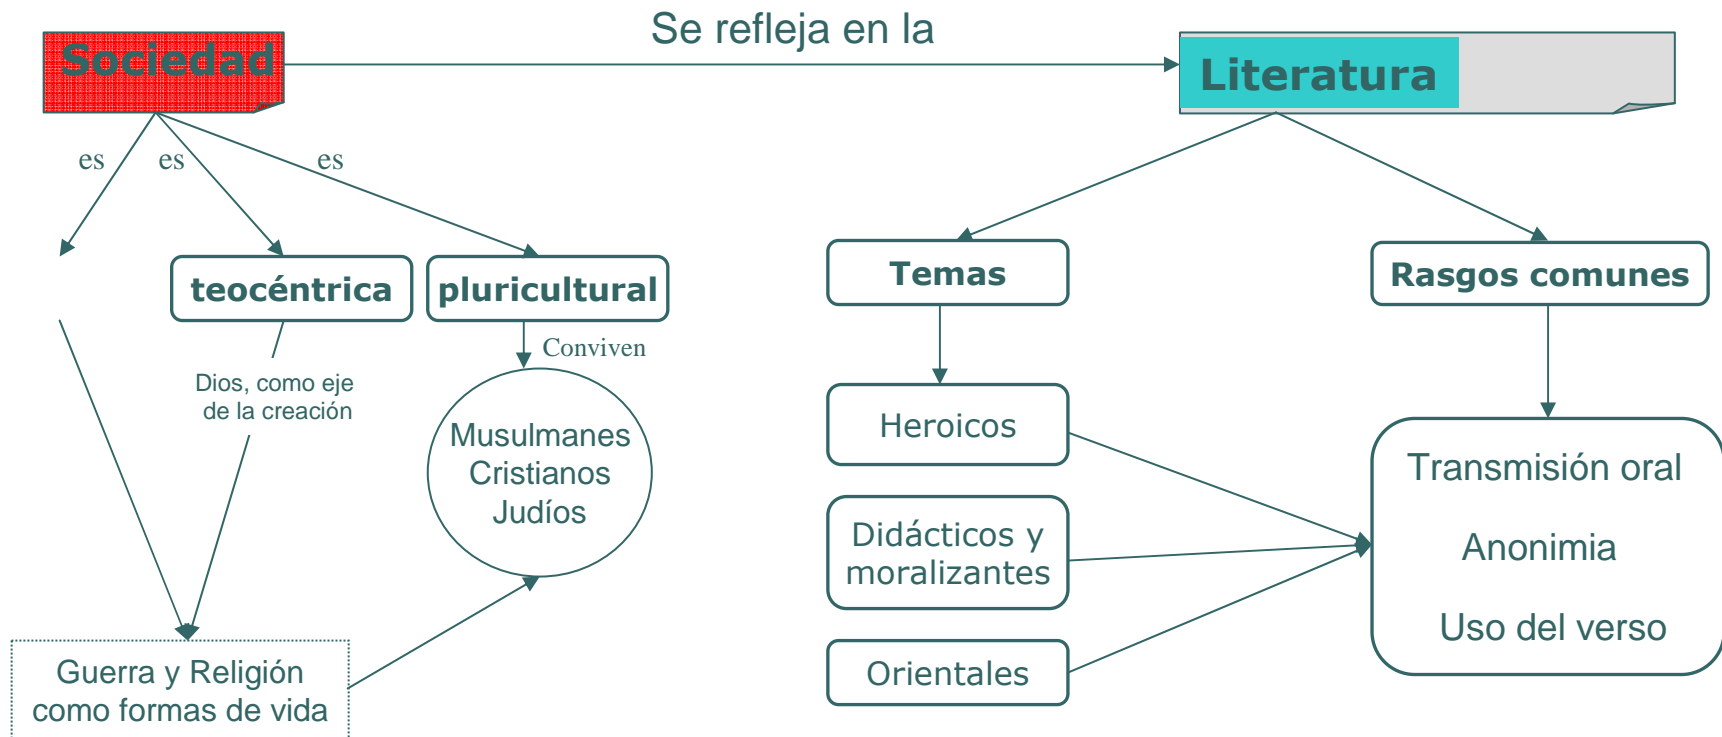 Se refleja en la
Sociedad
Literatura
es
es
es
teocéntrica
pluricultural
Temas
Rasgos comunes
Conviven
Dios, como eje
de la creación
Musulmanes
Cristianos
Judíos
Heroicos
Didácticos y
moralizantes
Orientales
Transmisión oral
Anonimia
Uso del verso
Guerra y Religión
como formas de vida